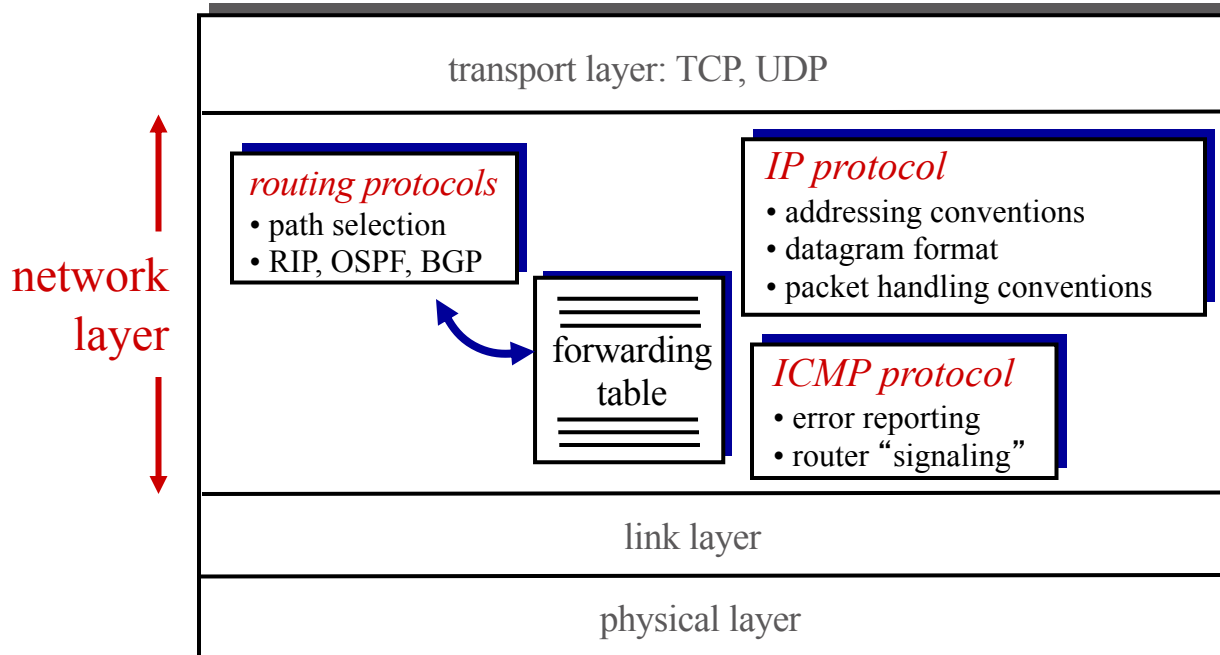 transport layer: TCP, UDP
network
layer
routing protocols
• path selection
• RIP, OSPF, BGP
forwarding
table
IP protocol
• addressing conventions
• datagram format
• packet handling conventions
ICMP protocol
• error reporting
• router “signaling”
link layer
physical layer